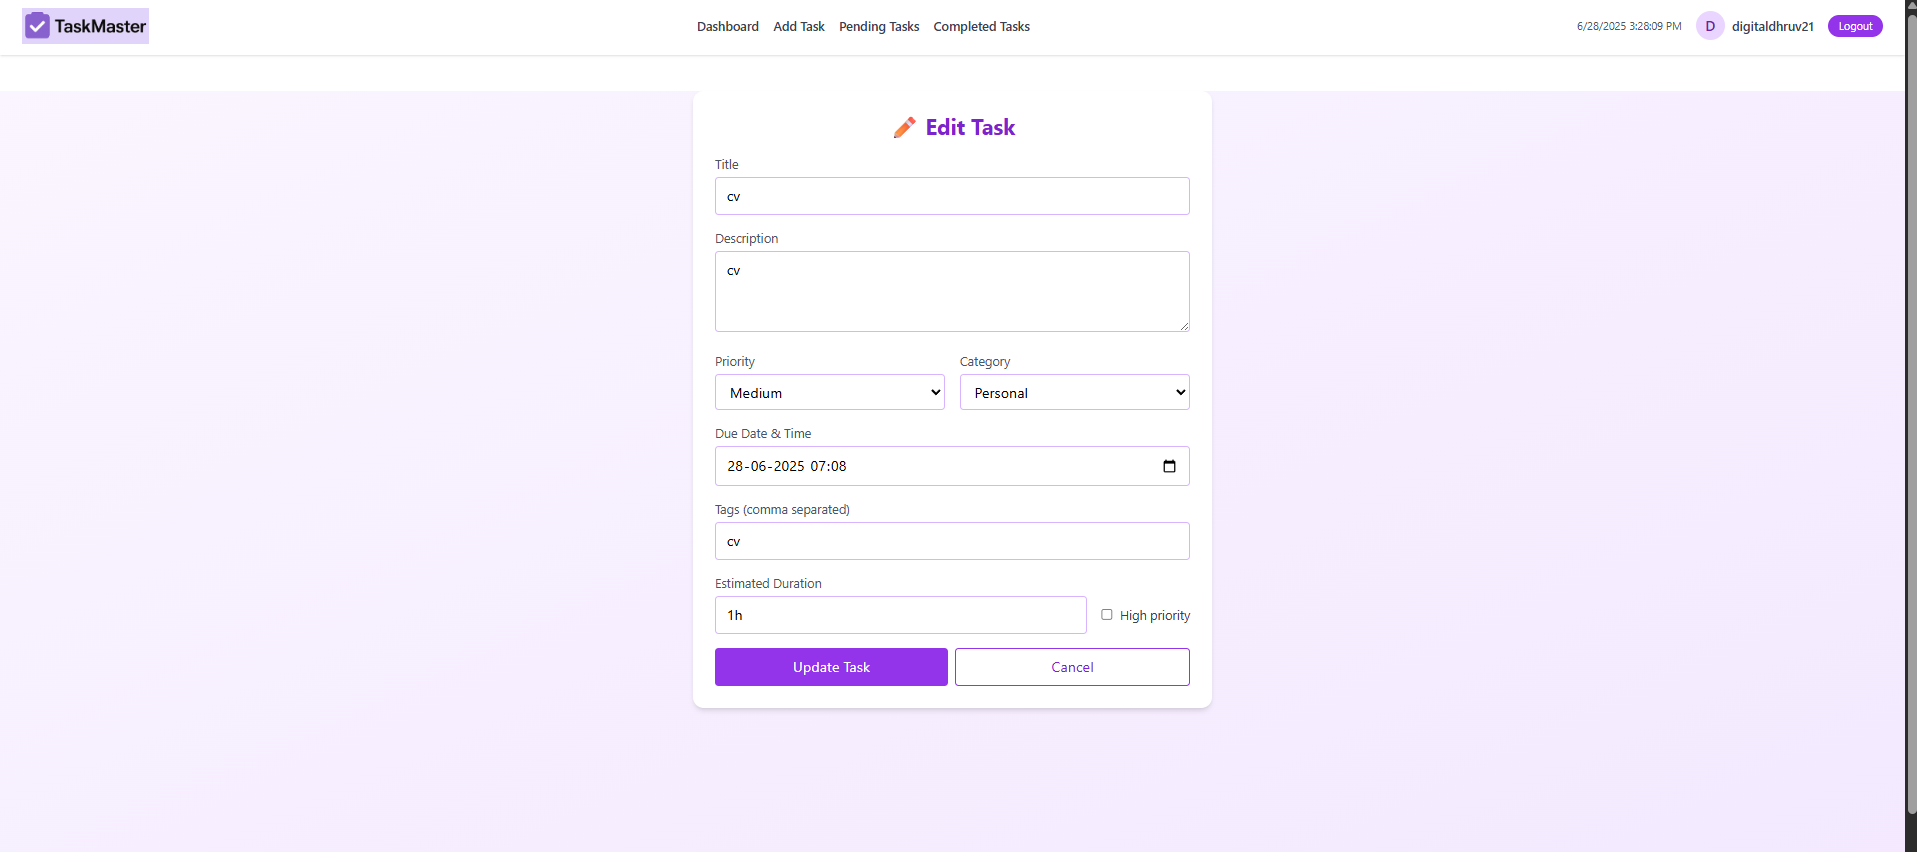 TaskMaster
Dashboard Add Task Pending Tasks Completed Tasks
6/28/2025 3:28:09 PM D digitaldhruv21 Logout
Edit Task
Title
cv
Description
cv
Priority Category
Medium Personal
Due Date & Time
28-06-2025 07:08
Tags (comma separated)
cv
Estimated Duration
1h High priority
Update Task Cancel